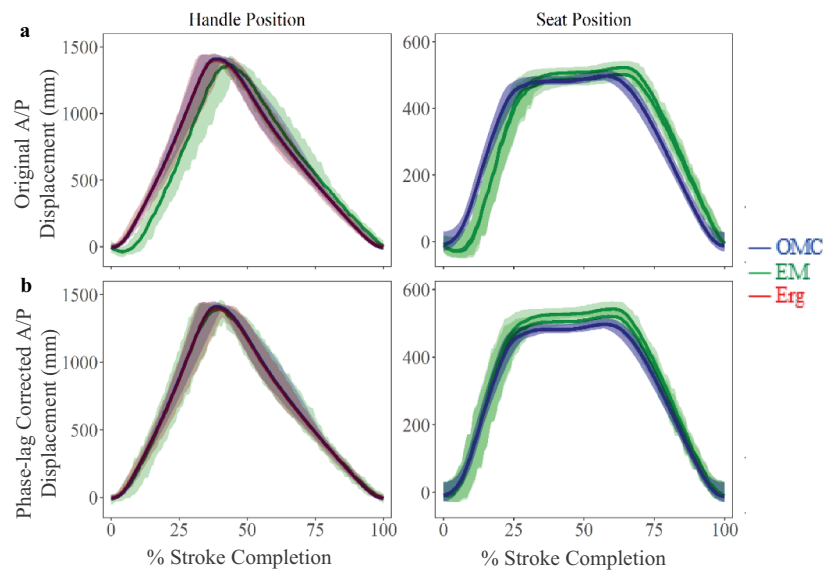 Handle Position
Seat Position
a
Original A/P
Displacement (mm)
1500
1000
500
0
600
400
200
0
OMC
EM
Erg
b
Phase-lag Corrected A/P
Displacement (mm)
1500
1000
500
0
600
400
200
0
0 25 50 75 100
0 25 50 75 100
% Stroke Completion
% Stroke Completion